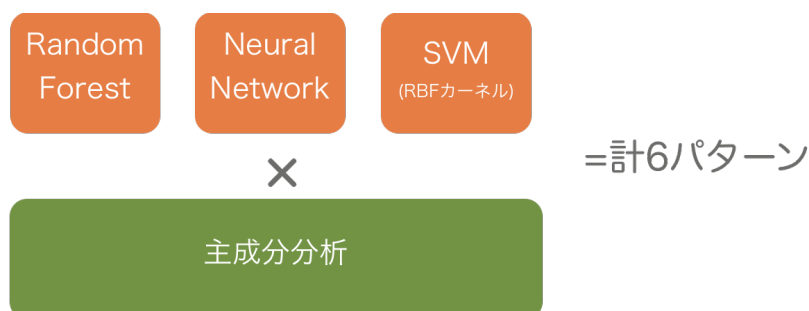 Random
Forest
Neural
Network
SVM
(RBFカーネル)
×
=計6パターン
主成分分析